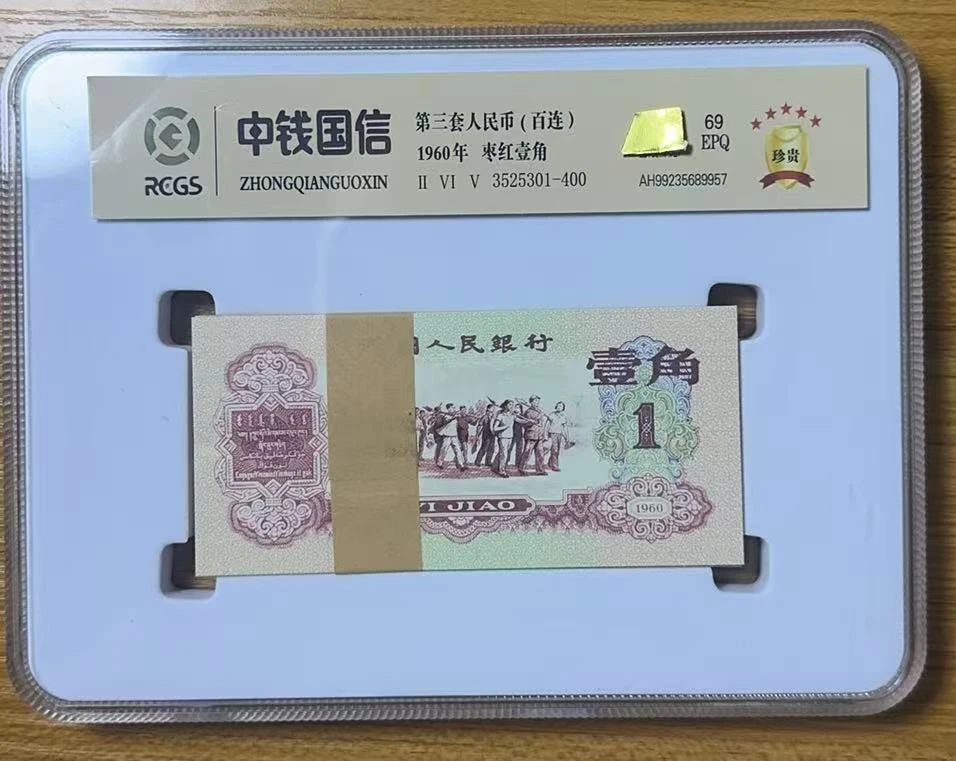 RCGS
中钱国信
ZHONGQIANGUOXIN
第三套人民币(百连)
1960年 枣红壹角
II VI V 3525301-400
69
EPQ
AH99235689957
珍贵
人民銀行
壹角
1
YI JIAO
1960